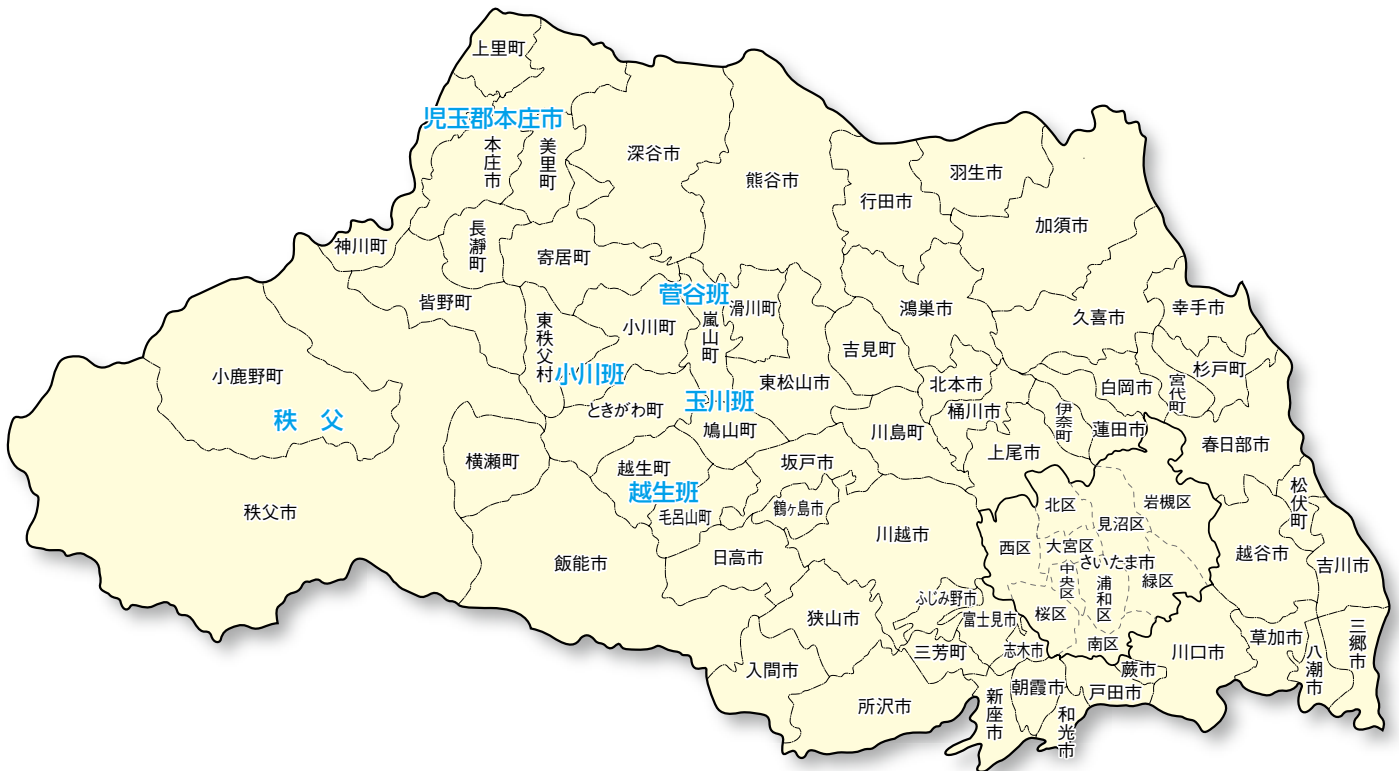 上里町
児玉郡本庄市
本庄市
美里町
深谷市
熊谷市
行田市
羽生市
加須市
神川町
長瀞町
寄居町
皆野町
東秩父村
小川町
菅谷班
嵐山町
滑川町
吉見町
鴻巣市
久喜市
幸手市
小鹿野町
秩 父
小川班
ときがわ町
玉川班
東松山市
北本市
桶川市
伊奈町
白岡市
宮代町
杉戸町
横瀬町
越生町
越生班
毛呂山町
鳩山町
坂戸市
鶴ヶ島市
川島町
上尾市
蓮田市
春日部市
秩父市
飯能市
日高市
川越市
北区
見沼区
岩槻区
西区
大宮区
さいたま市
中央区
浦和区
緑区
桜区
南区
越谷市
松伏町
吉川市
狭山市
ふじみ野市
富士見市
入間市
三芳町
志木市
所沢市
新座市
朝霞市
和光市
戸田市
蕨市
川口市
草加市
八潮市
三郷市